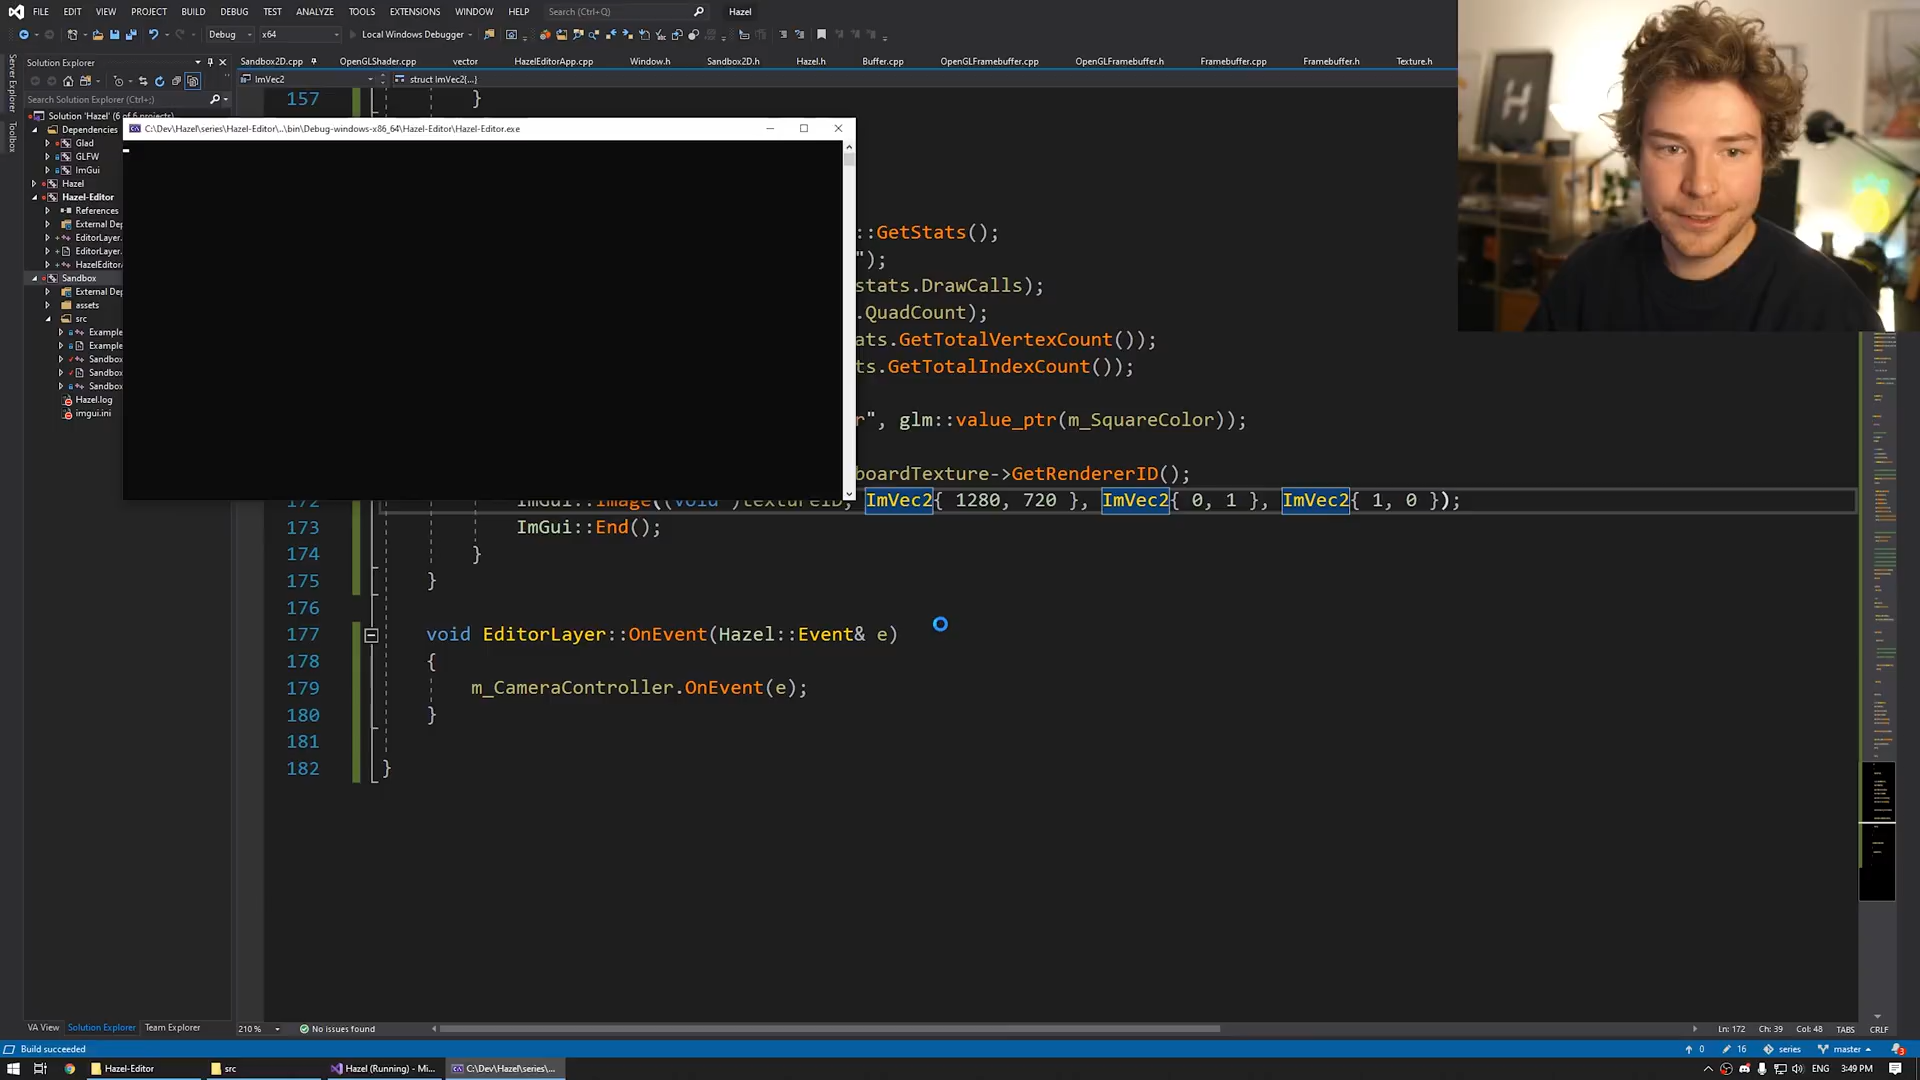 FILE EDIT VIEW PROJECT BUILD DEBUG TEST ANALYZE TOOLS EXTENSIONS WINDOW HELP Search (Ctrl+Q) Hazel
Debug x64 Local Windows Debugger
Server Explorer
Toolbox
Solution Explorer
Search Solution Explorer (Ctrl+;)
Solution 'Hazel' (6 of 6 projects)
Dependencies
Glad
GLFW
ImGui
Hazel
Hazel-Editor
References
External Dep
EditorLayer.
EditorLayer.
HazelEditorA
Sandbox
External Dep
assets
src
Example
Example
Sandbox
Sandbox
Sandbox
Hazel.log
imgui.ini
VA View Solution Explorer Team Explorer
Sandbox2D.cpp OpenGLShader.cpp vector HazelEditorApp.cpp Window.h Sandbox2D.h Hazel.h Buffer.cpp OpenGLFramebuffer.cpp OpenGLFramebuffer.h Framebuffer.cpp Framebuffer.h Texture.h
ImVec2 struct ImVec2{...}
157 }
C:\Dev\Hazel\series\Hazel-Editor\..\bin\Debug-windows-x86_64\Hazel-Editor\Hazel-Editor.exe
::GetStats();
");
stats.DrawCalls);
.QuadCount);
ats.GetTotalVertexCount());
ts.GetTotalIndexCount());
r", glm::value_ptr(m_SquareColor));
boardTexture->GetRendererID();
172 ImGui::Image((void*)textureID, ImVec2{ 1280, 720 }, ImVec2{ 0, 1 }, ImVec2{ 1, 0 });
173 ImGui::End();
174 }
175 }
176
177 void EditorLayer::OnEvent(Hazel::Event& e)
178 {
179 m_CameraController.OnEvent(e);
180 }
181
182 }
210 % No issues found Ln: 172 Ch: 39 Col: 48 TABS CRLF
Build succeeded 0 16 series master 3
Hazel-Editor src Hazel (Running) - Mi... C:\Dev\Hazel\series\... ENG 3:49 PM